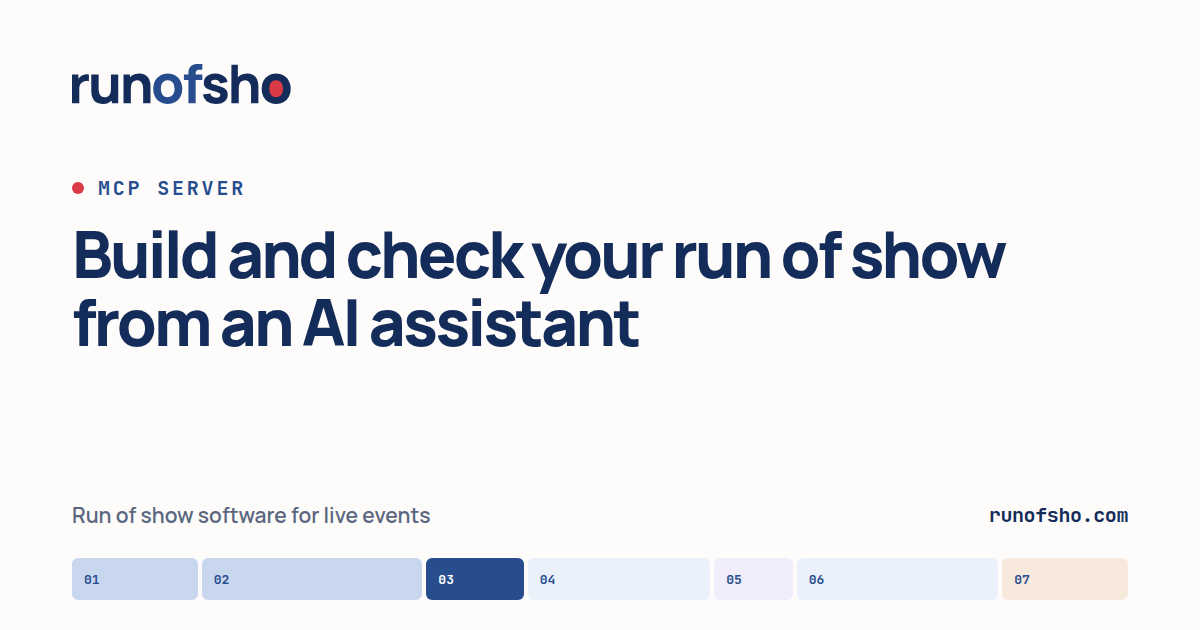 runofsho
MCP SERVER
Build and check your run of show
from an AI assistant
Run of show software for live events
runofsho.com
01 02 03 04 05 06 07